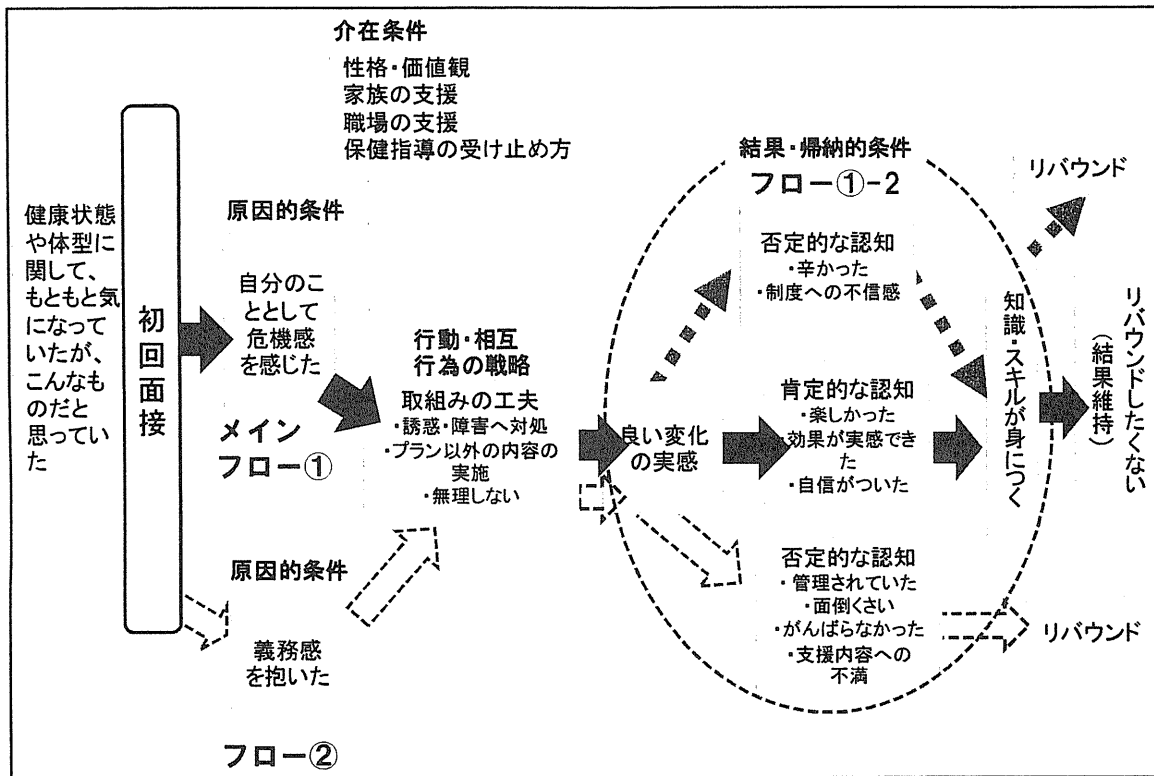 介在条件
性格・価値観
家族の支援
職場の支援
保健指導の受け止め方
健康状態
や体型に
関して、
もともと気
になって
いたが、
こんなも
のだと
思ってい
た
初回面接
原因的条件
自分のこ
ととして
危機感
を感じた
メイン
フロー①
原因的条件
義務感
を抱いた
フロー②
行動・相互
行為の戦略
取組みの工夫
・誘惑・障害へ対処
・プラン以外の内容の
実施
・無理しない
良い変化
の実感
結果・帰納的条件
フロー①-2
否定的な認知
・辛かった
・制度への不信感
肯定的な認知
・楽しかった
・効果が実感でき
た
・自信がついた
否定的な認知
・管理されていた
・面倒くさい
・がんばらなかった
・支援内容への
不満
知識・スキルが身につく
リバウンド
リバウンドしたくない
(結果維持)
リバウンド